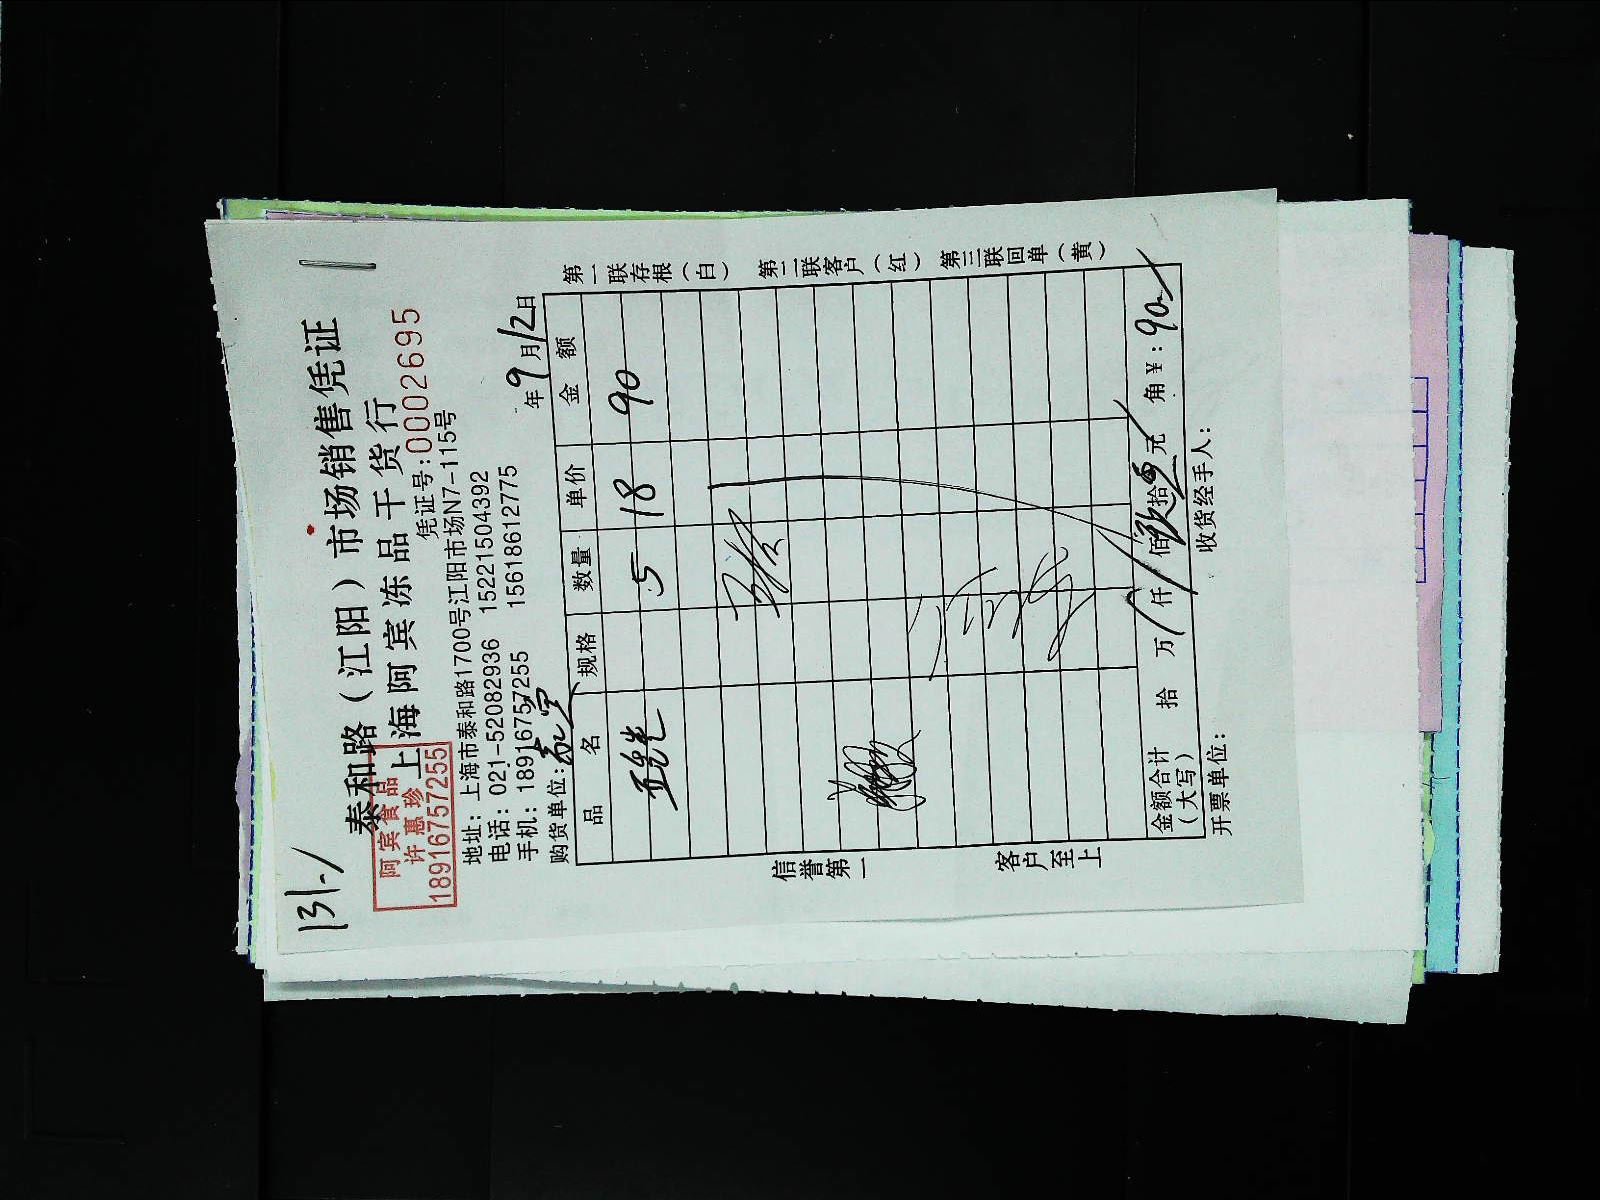 131-
泰和路（江阳）市场销售凭证
上海阿宾冻品干货行
阿宾食品
许惠珍
18916757255
凭证号:0002695
地址：上海市泰和路1700号江阳市场N7-115号
电话：021-52082936 15221504392
手机：18916757255 15618612775
购货单位: 年9月12日
品名 规格 数量 单价 金额
5 18 90
金额合计（大写） 拾 万 仟 佰 拾 元 角 ¥：90
开票单位： 收货经手人：
第一联存根（白） 第二联客户（红） 第三联回单（黄）
信誉第一 客户至上